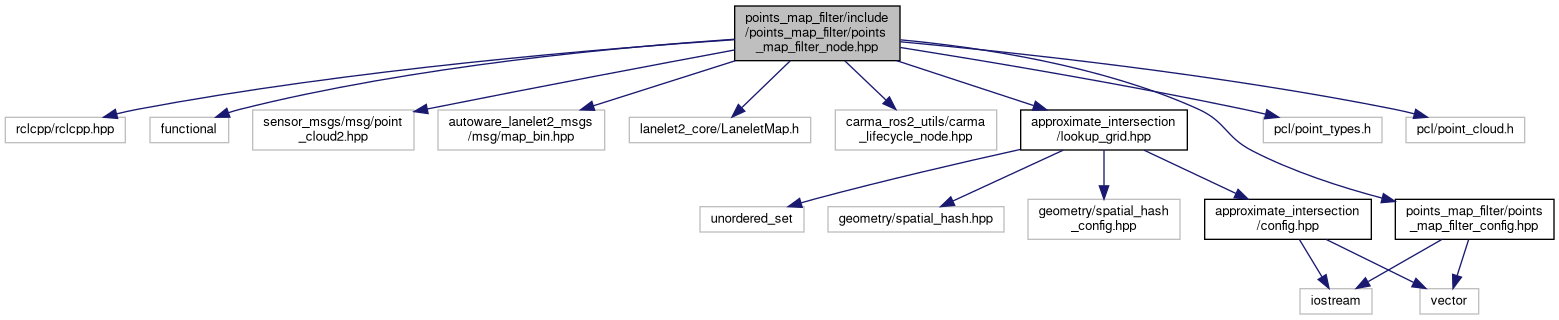 points_map_filter/include
/points_map_filter/points
_map_filter_node.hpp
rclcpp/rclcpp.hpp
functional
sensor_msgs/msg/point
_cloud2.hpp
autoware_lanelet2_msgs
/msg/map_bin.hpp
lanelet2_core/LaneletMap.h
carma_ros2_utils/carma
_lifecycle_node.hpp
approximate_intersection
/lookup_grid.hpp
pcl/point_types.h
pcl/point_cloud.h
unordered_set
geometry/spatial_hash.hpp
geometry/spatial_hash
_config.hpp
approximate_intersection
/config.hpp
points_map_filter/points
_map_filter_config.hpp
iostream
vector